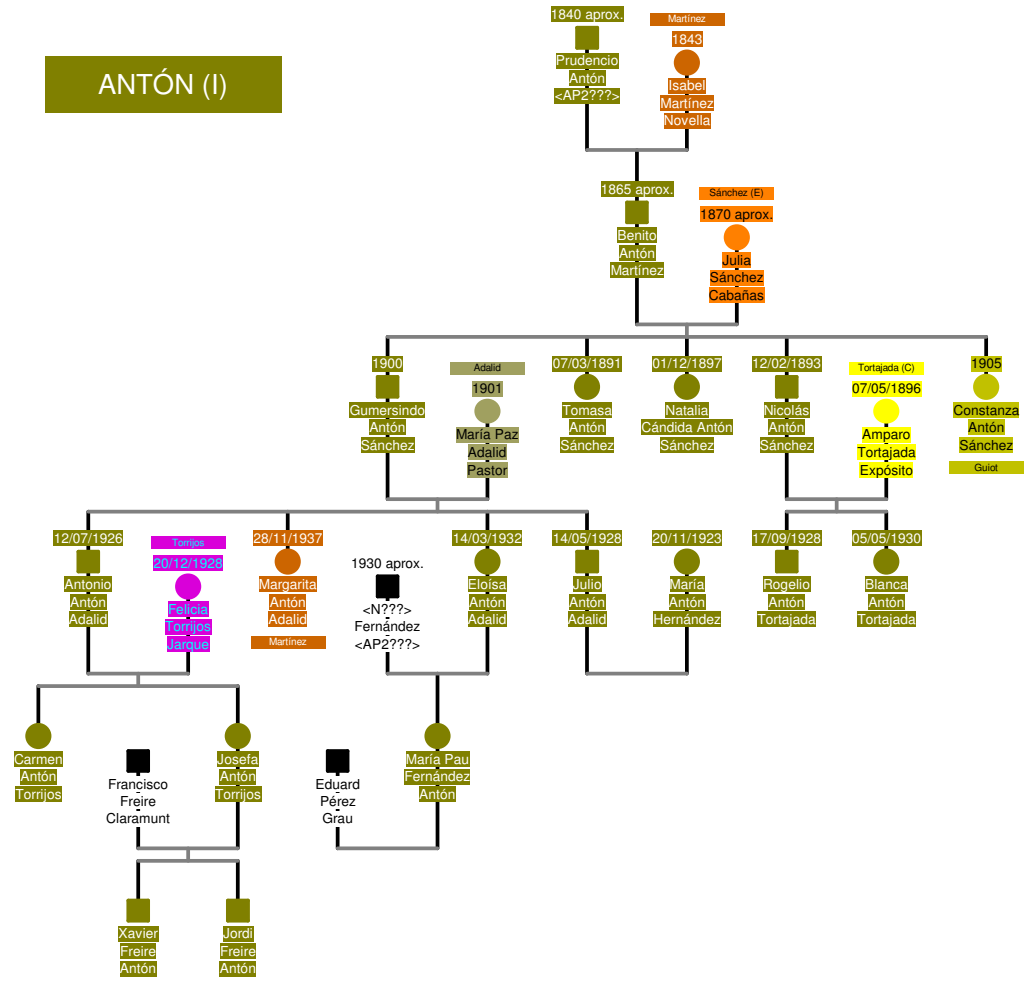 ANTÓN (I)
1840 aprox.
Prudencio
Antón
<AP2???>
Martínez
1843
Isabel
Martínez
Novella
1865 aprox.
Benito
Antón
Martínez
Sánchez (E)
1870 aprox.
Julia
Sánchez
Cabañas
1900
Gumersindo
Antón
Sánchez
Adalid
1901
María Paz
Adalid
Pastor
07/03/1891
Tomasa
Antón
Sánchez
01/12/1897
Natalia
Cándida Antón
Sánchez
12/02/1893
Nicolás
Antón
Sánchez
Tortajada (C)
07/05/1896
Amparo
Tortajada
Expósito
1905
Constanza
Antón
Sánchez
Guiot
12/07/1926
Antonio
Antón
Adalid
Torrijos
20/12/1928
Felicia
Torrijos
Jarque
28/11/1937
Margarita
Antón
Adalid
Martínez
1930 aprox.
<N???>
Fernández
<AP2???>
14/03/1932
Eloísa
Antón
Adalid
14/05/1928
Julio
Antón
Adalid
20/11/1923
María
Antón
Hernández
17/09/1928
Rogelio
Antón
Tortajada
05/05/1930
Blanca
Antón
Tortajada
Carmen
Antón
Torrijos
Francisco
Freire
Claramunt
Josefa
Antón
Torrijos
Eduard
Pérez
Grau
María Pau
Fernández
Antón
Xavier
Freire
Antón
Jordi
Freire
Antón